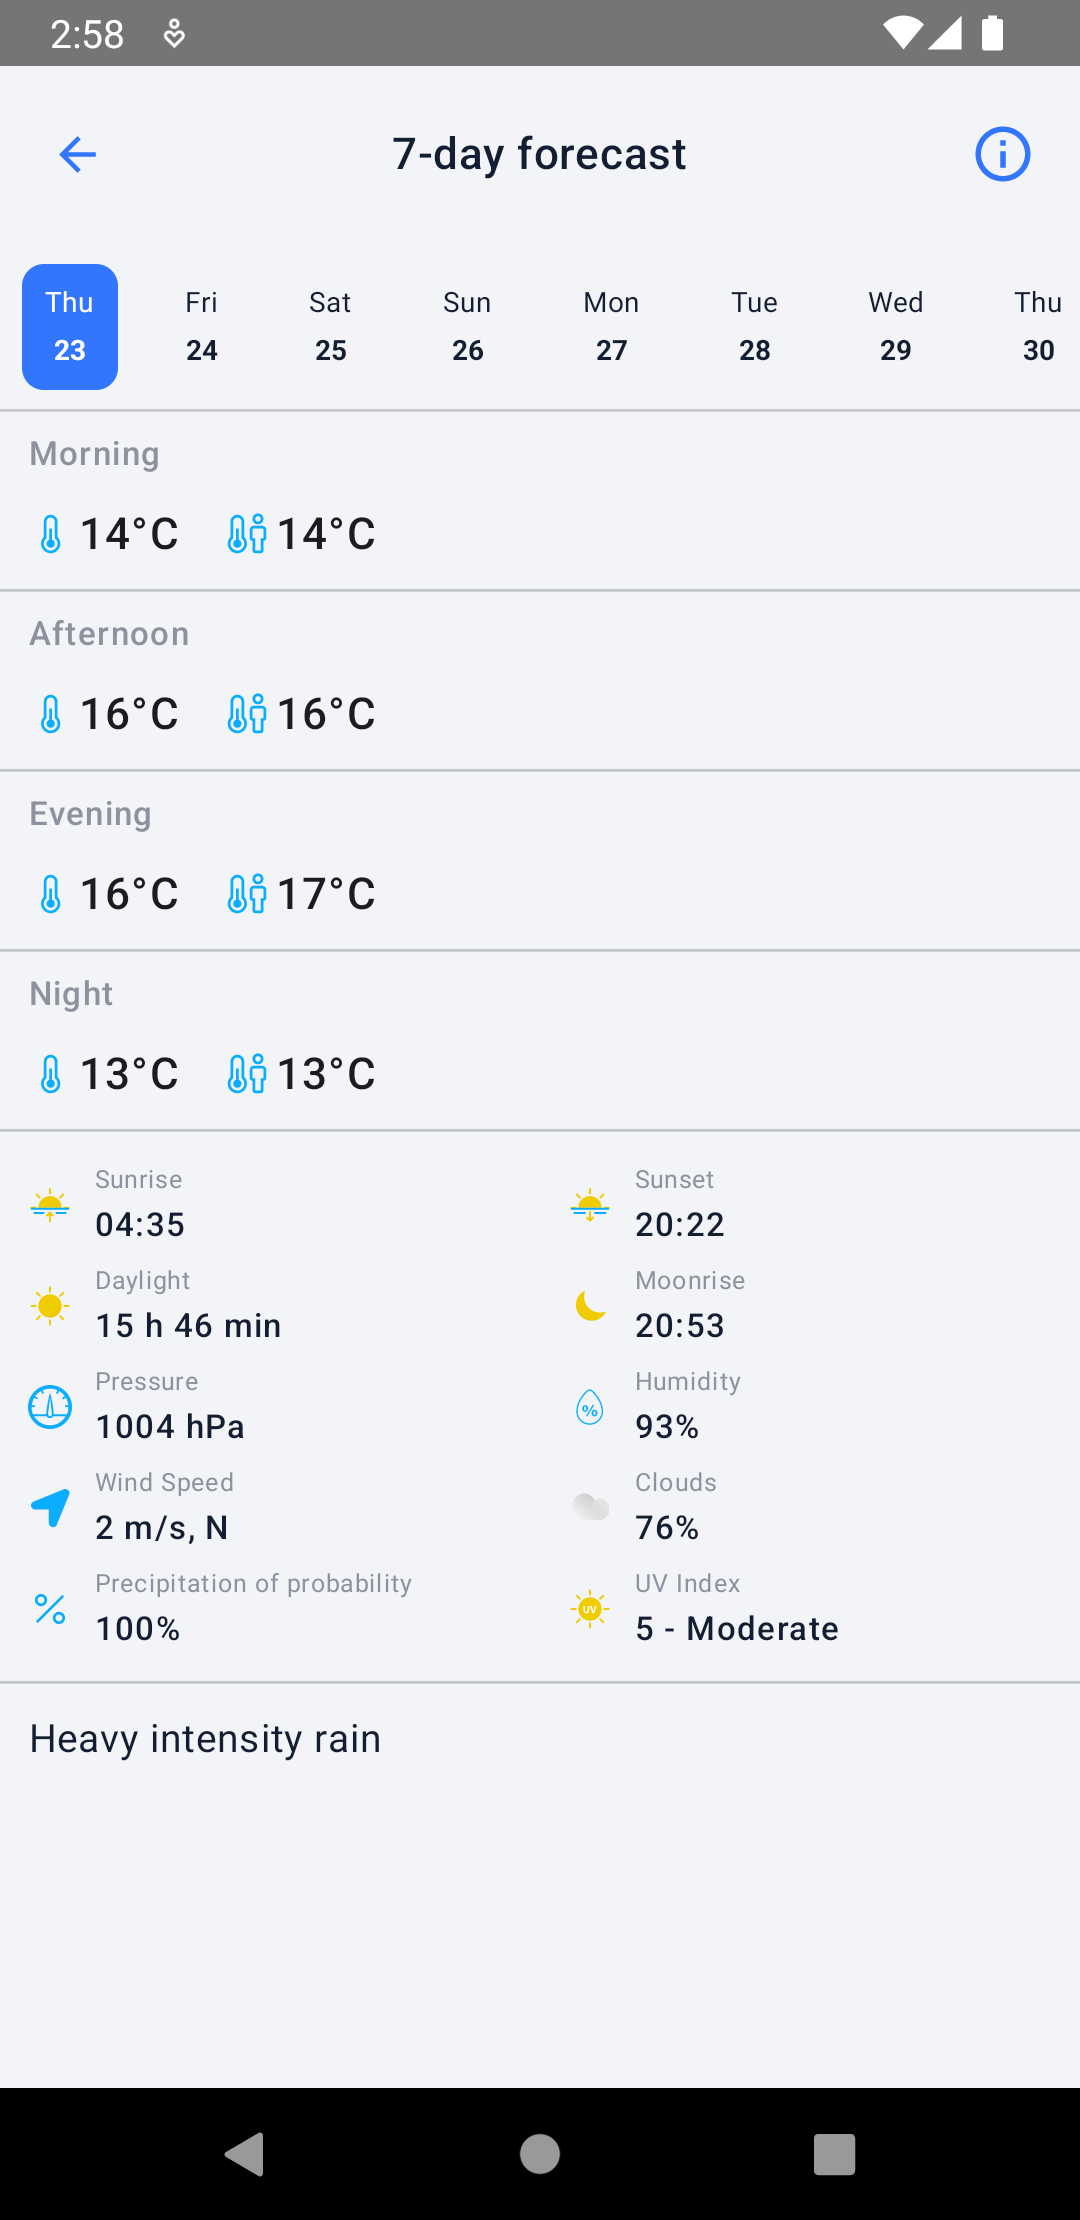 2:58
7-day forecast
Thu Fri Sat Sun Mon Tue Wed Thu
23 24 25 26 27 28 29 30
Morning
14°C 14°C
Afternoon
16°C 16°C
Evening
16°C 17°C
Night
13°C 13°C
Sunrise Sunset
04:35 20:22
Daylight Moonrise
15 h 46 min 20:53
Pressure Humidity
1004 hPa 93%
Wind Speed Clouds
2 m/s, N 76%
Precipitation of probability UV Index
100% 5 - Moderate
Heavy intensity rain